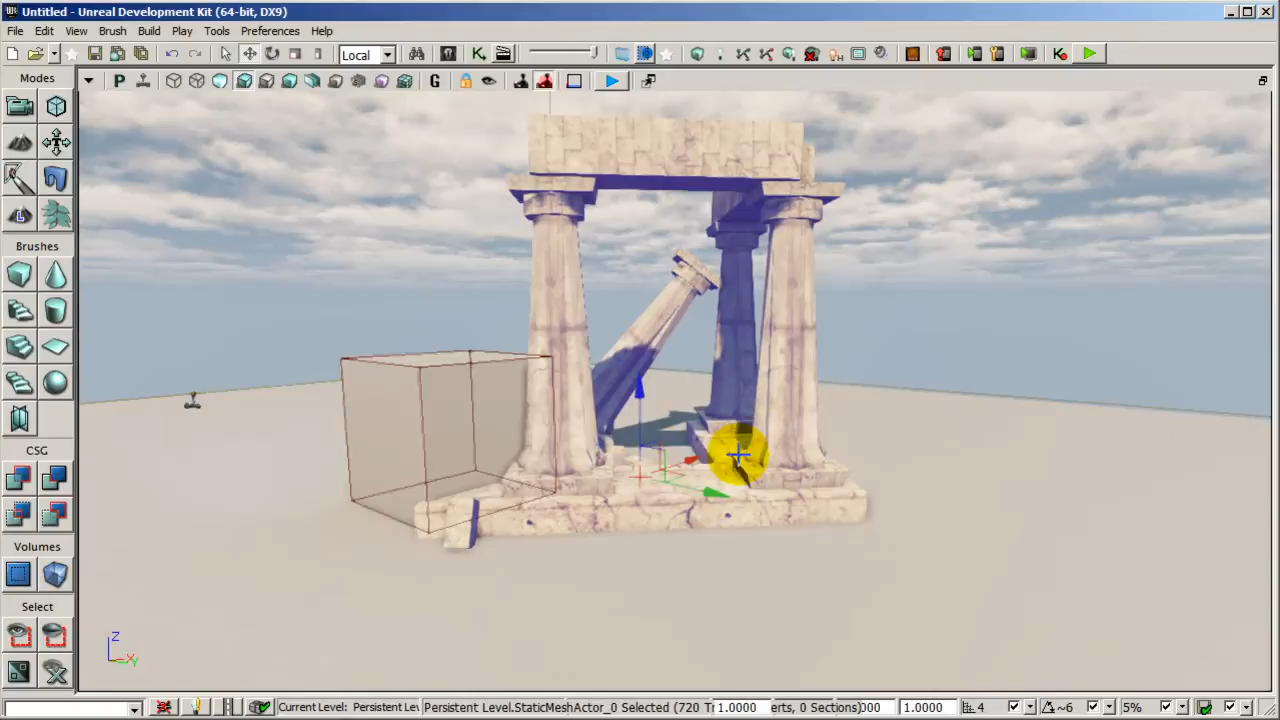 Untitled - Unreal Development Kit (64-bit, DX9)
File Edit View Brush Build Play Tools Preferences Help
Local
Modes
P G
L
Brushes
CSG
Volumes
Select
Z
X Y
Current Level: Persistent Leve Persistent Level.StaticMeshActor_0 Selected (720 Tr 1.0000 erts, 0 Sections) 000 1.0000 4 ~6 5%